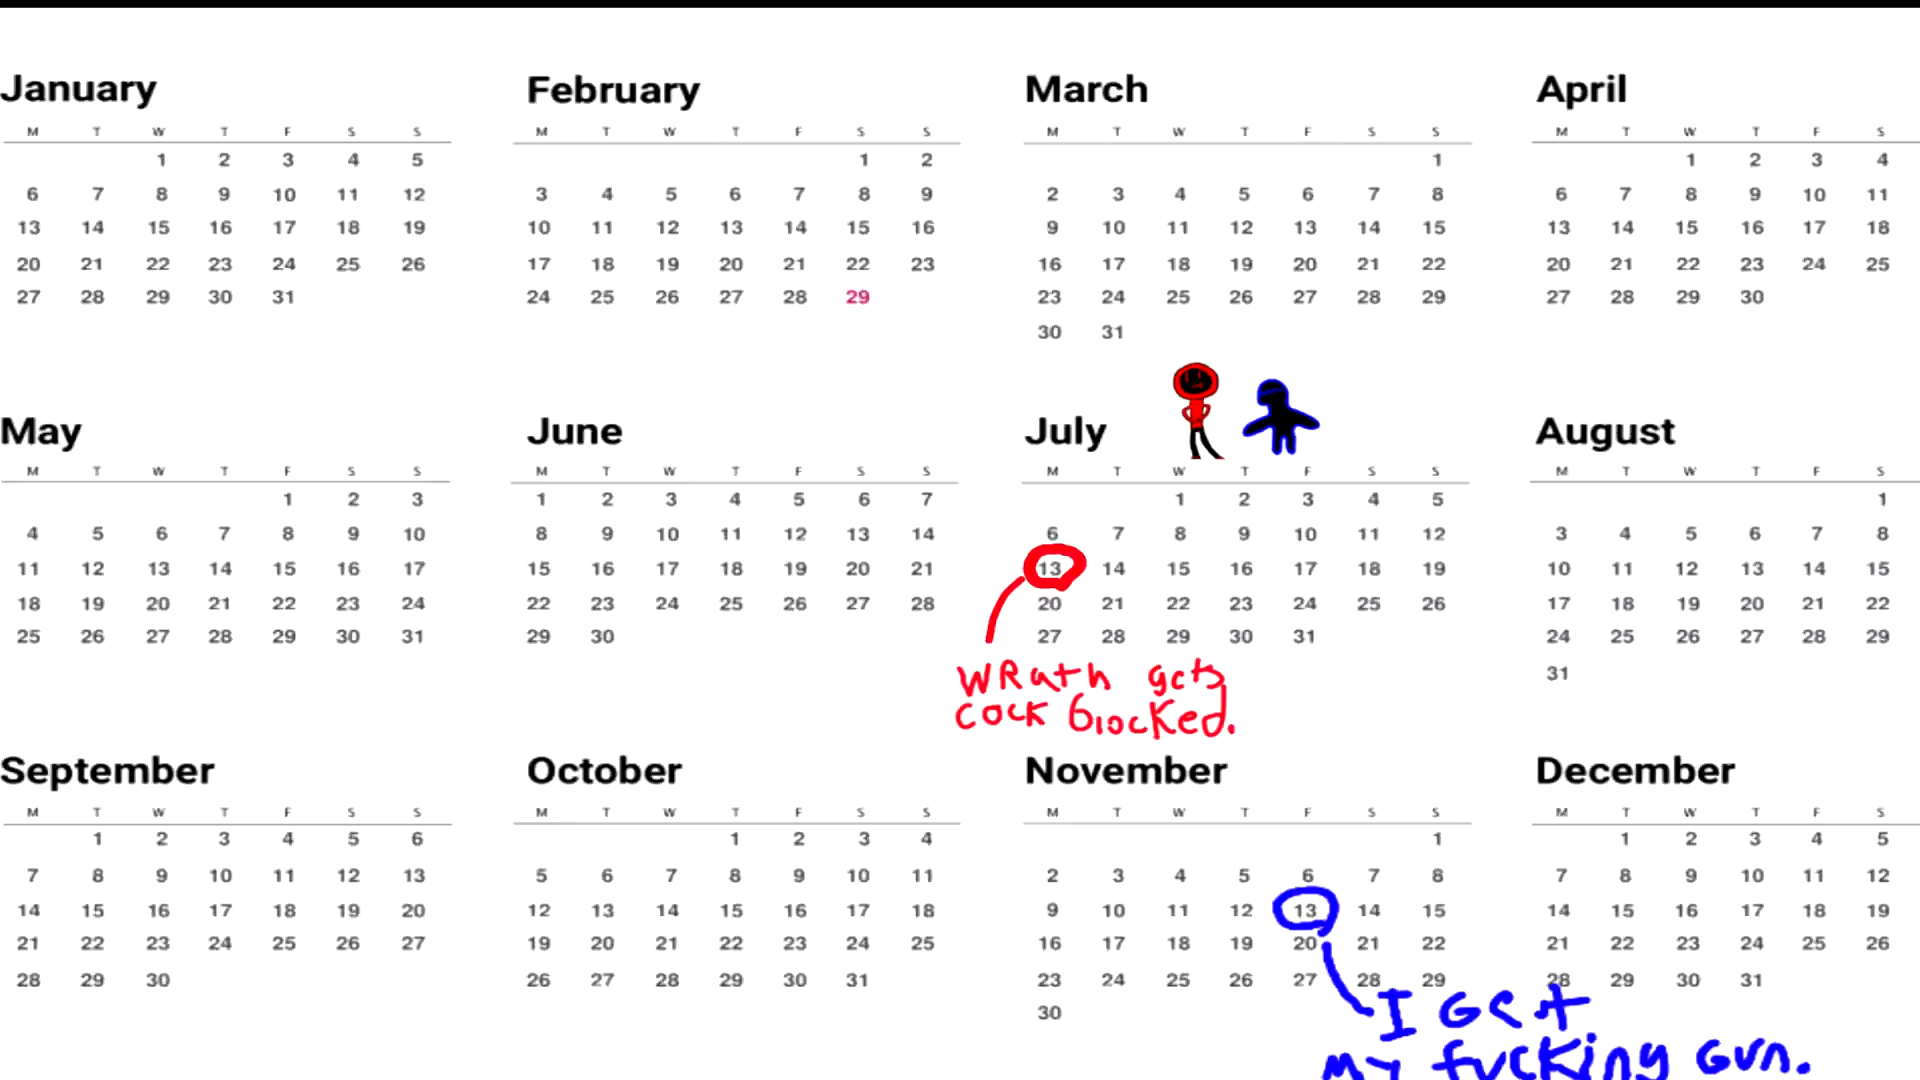 January February March April
M T W T F S S M T W T F S S M T W T F S S M T W T F S
1 2 3 4 5 1 2 1 1 2 3 4
6 7 8 9 10 11 12 3 4 5 6 7 8 9 2 3 4 5 6 7 8 6 7 8 9 10 11
13 14 15 16 17 18 19 10 11 12 13 14 15 16 9 10 11 12 13 14 15 13 14 15 16 17 18
20 21 22 23 24 25 26 17 18 19 20 21 22 23 16 17 18 19 20 21 22 20 21 22 23 24 25
27 28 29 30 31 24 25 26 27 28 29 23 24 25 26 27 28 29 27 28 29 30
30 31
May June July August
M T W T F S S M T W T F S S M T W T F S S M T W T F S
1 2 3 1 2 3 4 5 6 7 1 2 3 4 5 1
4 5 6 7 8 9 10 8 9 10 11 12 13 14 6 7 8 9 10 11 12 3 4 5 6 7 8
11 12 13 14 15 16 17 15 16 17 18 19 20 21 13 14 15 16 17 18 19 10 11 12 13 14 15
18 19 20 21 22 23 24 22 23 24 25 26 27 28 20 21 22 23 24 25 26 17 18 19 20 21 22
25 26 27 28 29 30 31 29 30 27 28 29 30 31 24 25 26 27 28 29
31
WRath gets
cock blocked.
September October November December
M T W T F S S M T W T F S S M T W T F S S M T W T F S
1 2 3 4 5 6 1 2 3 4 1 1 2 3 4 5
7 8 9 10 11 12 13 5 6 7 8 9 10 11 2 3 4 5 6 7 8 7 8 9 10 11 12
14 15 16 17 18 19 20 12 13 14 15 16 17 18 9 10 11 12 13 14 15 14 15 16 17 18 19
21 22 23 24 25 26 27 19 20 21 22 23 24 25 16 17 18 19 20 21 22 21 22 23 24 25 26
28 29 30 26 27 28 29 30 31 23 24 25 26 27 28 29 28 29 30 31
30
I Get
my fucking Gun.